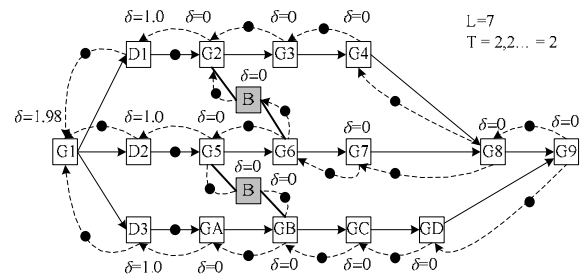 δ=1.0 δ=0 δ=0 δ=0 L=7
T = 2,2... = 2
D1 G2 G3 G4
δ=0
B
δ=1.98 δ=1.0 δ=0 δ=0 δ=0 δ=0 δ=0
G1 D2 G5 G6 G7 G8 G9
δ=0
B δ=0
D3 GA GB GC GD
δ=1.0 δ=0 δ=0 δ=0 δ=0